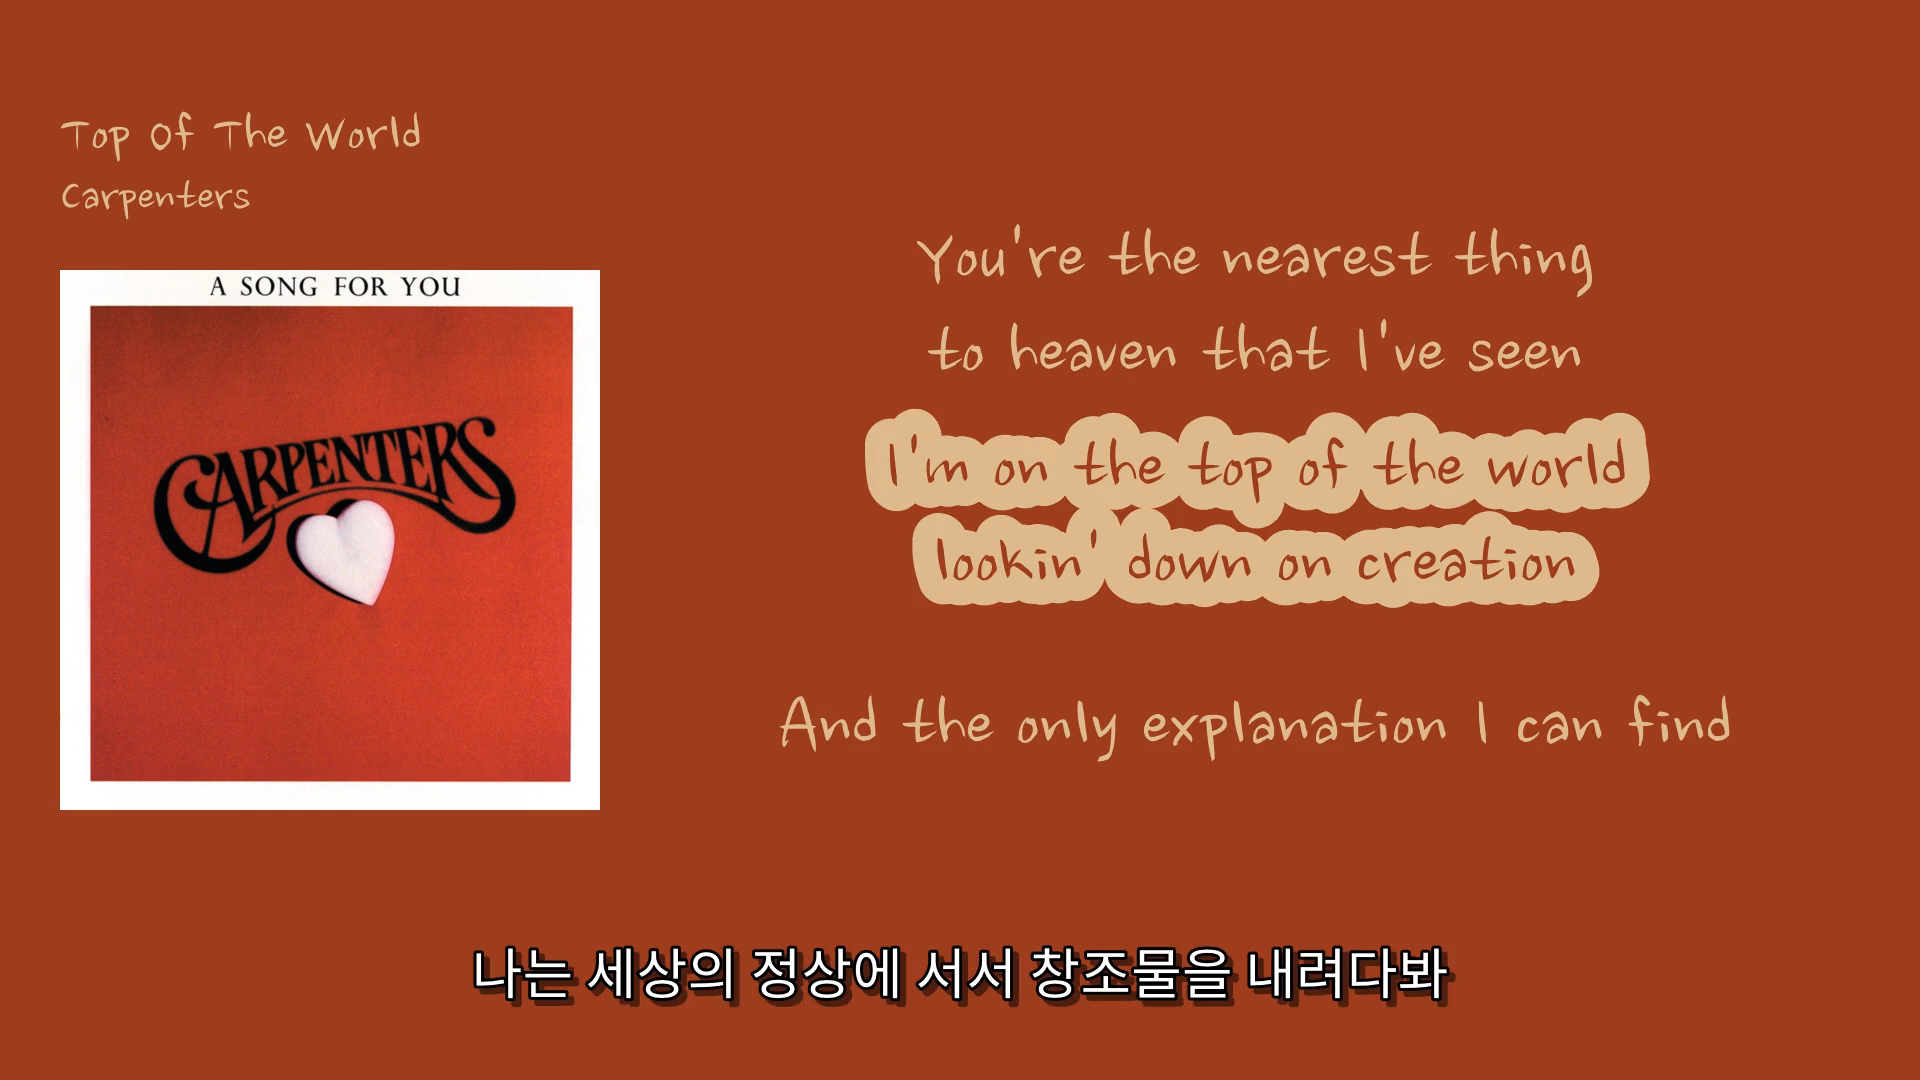 Top Of The World
Carpenters
A SONG FOR YOU
CARPENTERS
You're the nearest thing
to heaven that I've seen
I'm on the top of the world
lookin' down on creation
And the only explanation I can find
나는 세상의 정상에 서서 창조물을 내려다봐